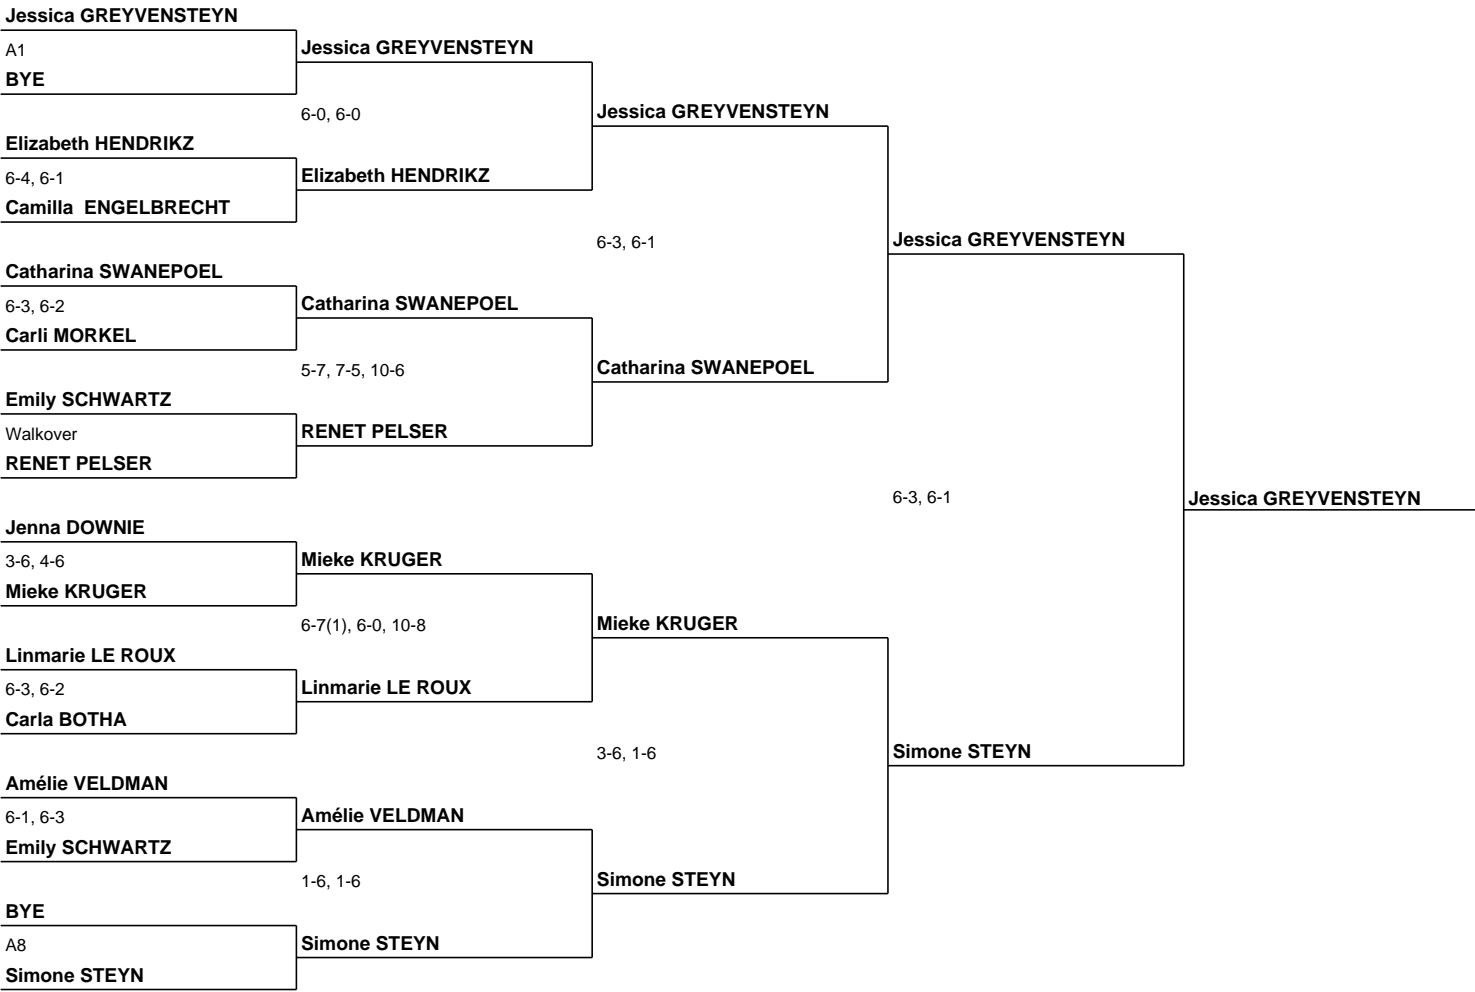 Jessica GREYVENSTEYN
A1
BYE
Elizabeth HENDRIKZ
6-4, 6-1
Camilla  ENGELBRECHT
Catharina SWANEPOEL
6-3, 6-2
Carli MORKEL
Emily SCHWARTZ
Walkover
RENET PELSER
Jenna DOWNIE
3-6, 4-6
Mieke KRUGER
Linmarie LE ROUX
6-3, 6-2
Carla BOTHA
Amélie VELDMAN
6-1, 6-3
Emily SCHWARTZ
BYE
A8
Simone STEYN
Jessica GREYVENSTEYN
6-0, 6-0
Elizabeth HENDRIKZ
Catharina SWANEPOEL
5-7, 7-5, 10-6
RENET PELSER
Mieke KRUGER
6-7(1), 6-0, 10-8
Linmarie LE ROUX
Amélie VELDMAN
1-6, 1-6
Simone STEYN
Jessica GREYVENSTEYN
6-3, 6-1
Catharina SWANEPOEL
Mieke KRUGER
3-6, 1-6
Simone STEYN
Jessica GREYVENSTEYN
6-3, 6-1
Simone STEYN
Jessica GREYVENSTEYN